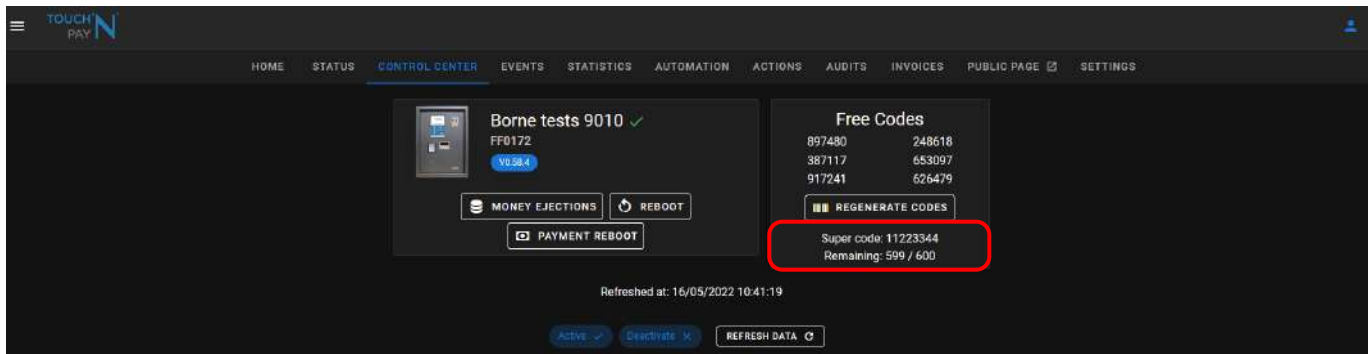 TOUCH'N
PAY
HOME STATUS CONTROL CENTER EVENTS STATISTICS AUTOMATION ACTIONS AUDITS INVOICES PUBLIC PAGE SETTINGS
Borne tests 9010
FF0172
V0.58.4
MONEY EJECTIONS REBOOT
PAYMENT REBOOT
Free Codes
897480 248618
387117 653097
917241 626479
REGENERATE CODES
Super code: 11223344
Remaining: 599 / 600
Refreshed at: 16/05/2022 10:41:19
Active Deactivate REFRESH DATA